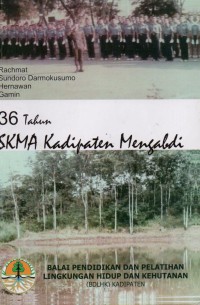 Rachmat
Sundoro Darmokusumo
Hernawan
Gamin
36 Tahun
SKMA Kadipaten Mengabdi
BALAI PENDIDIKAN DAN PELATIHAN
LINGKUNGAN HIDUP DAN KEHUTANAN
(BDLHK) KADIPATEN